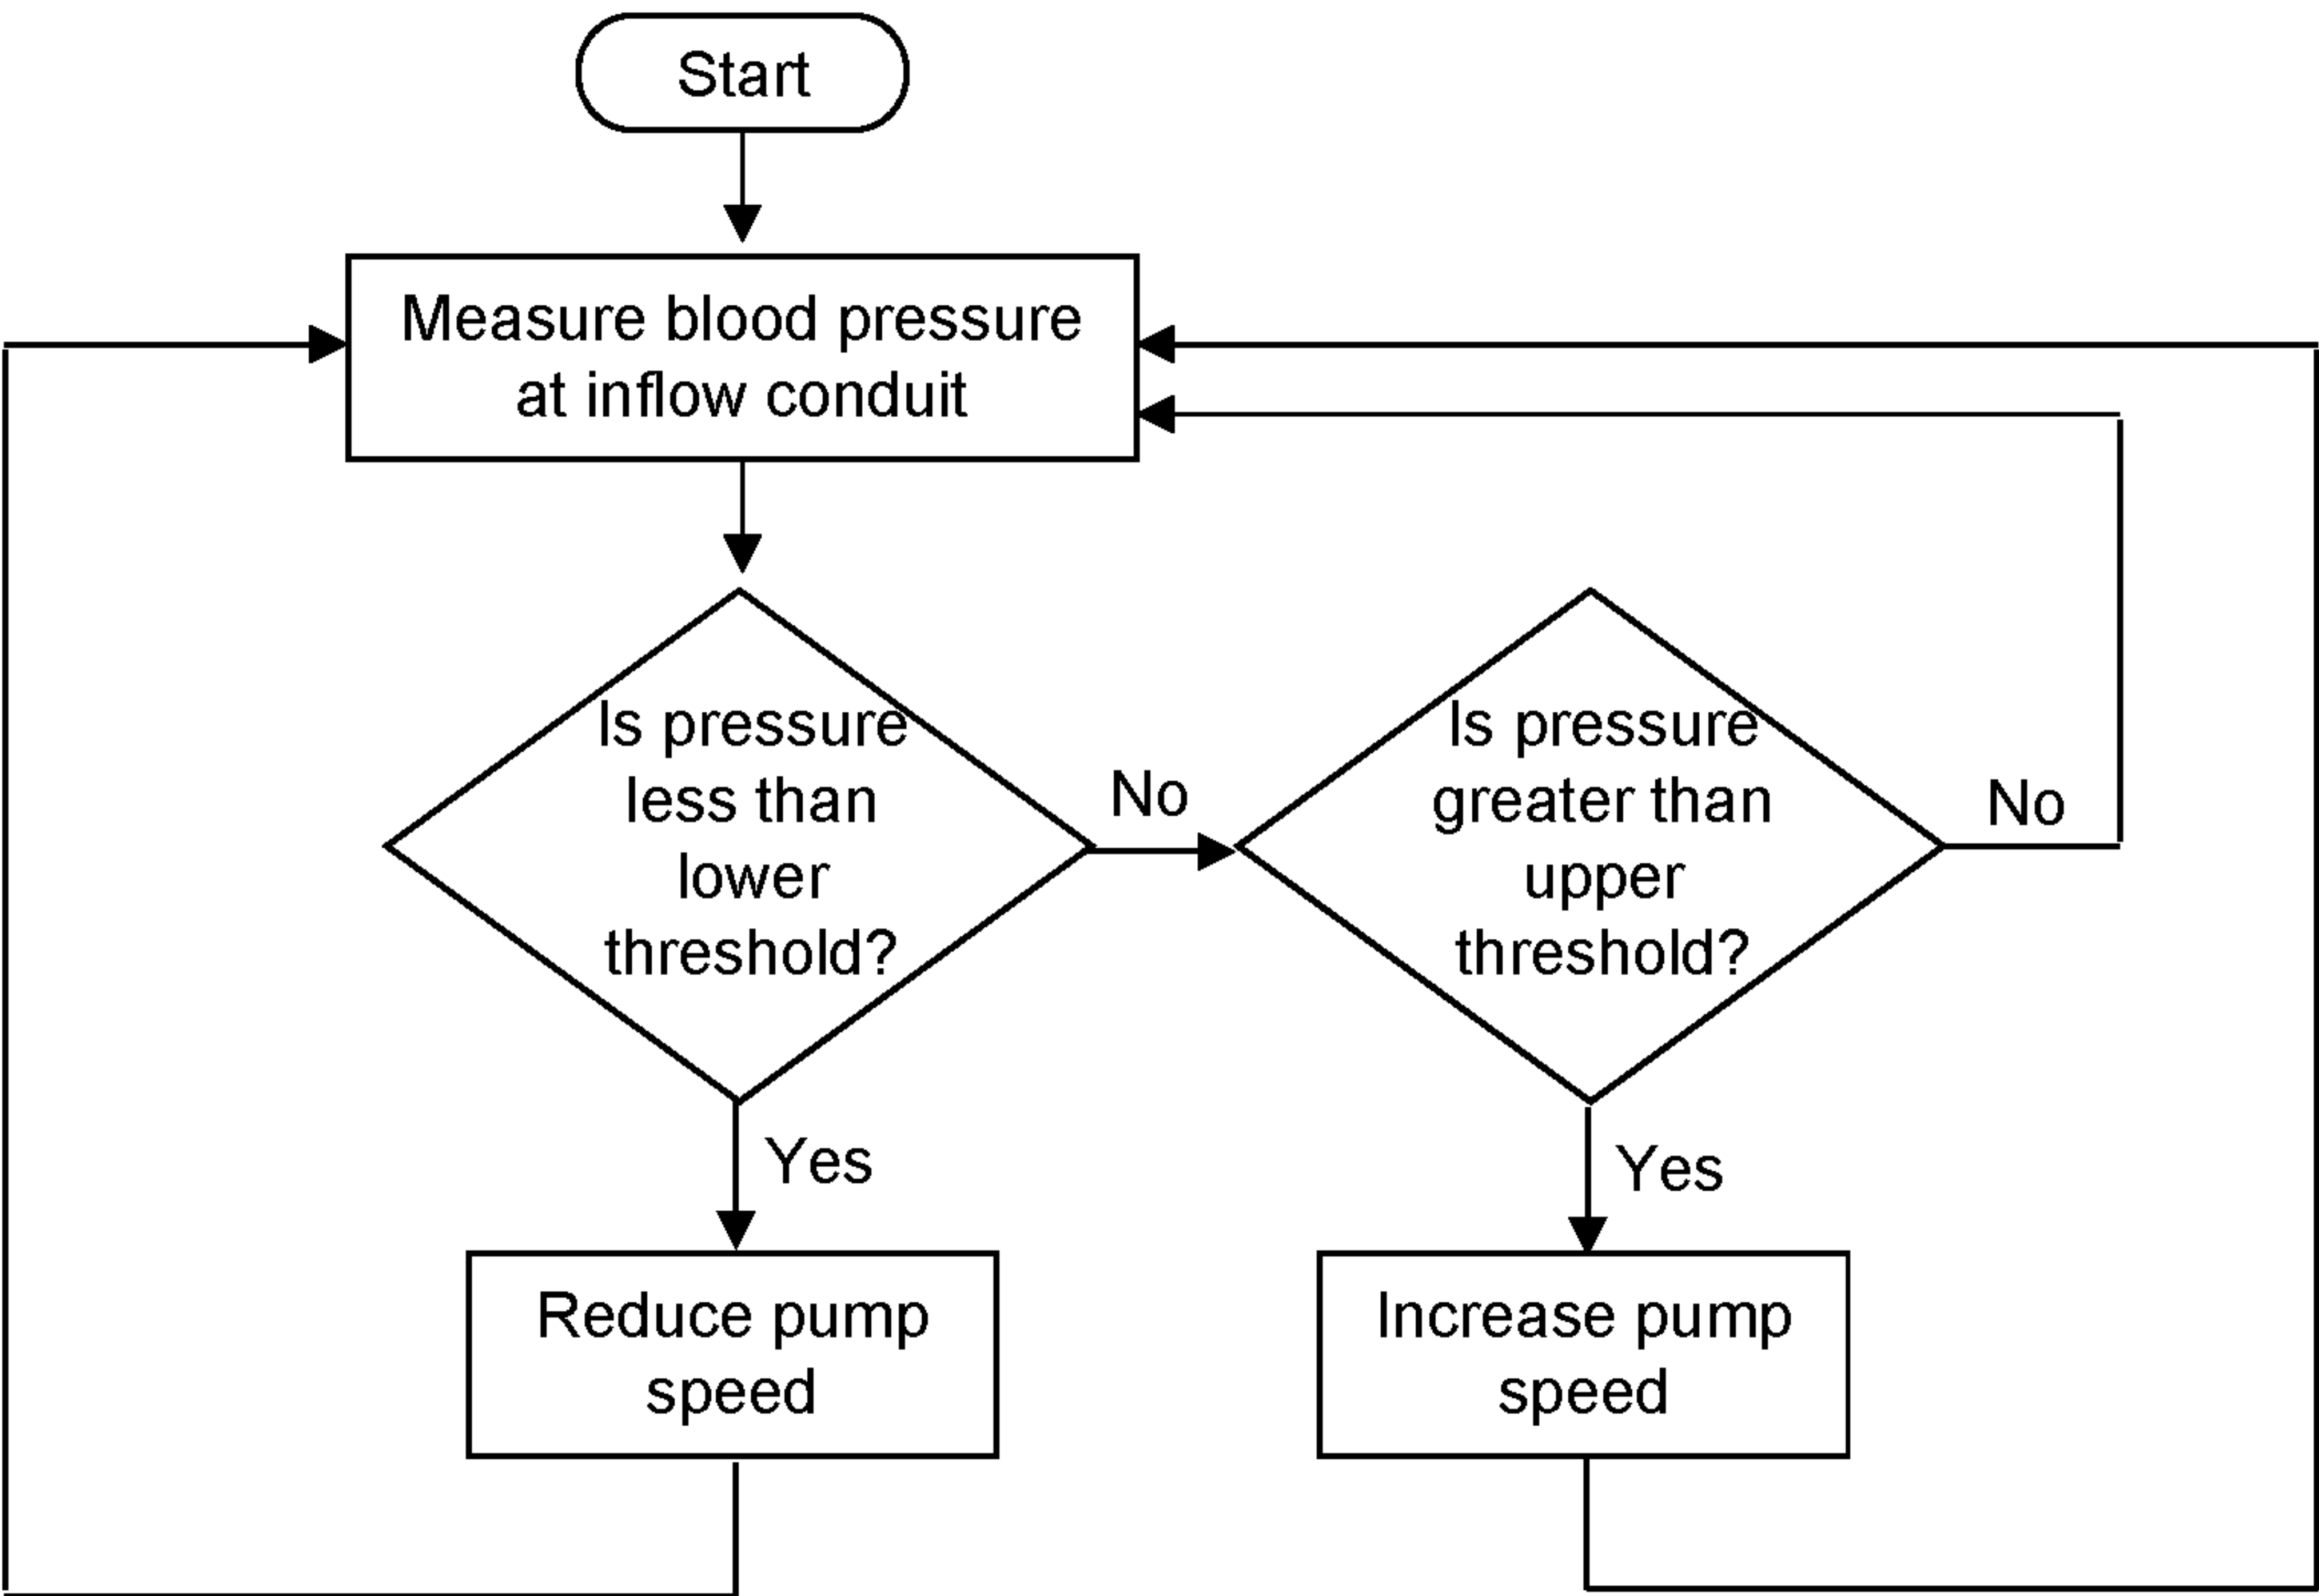 Start
Measure blood pressure
at inflow conduit
Is pressure
less than
lower
threshold?
No
Is pressure
greater than
upper
threshold?
No
Yes
Yes
Reduce pump
speed
Increase pump
speed